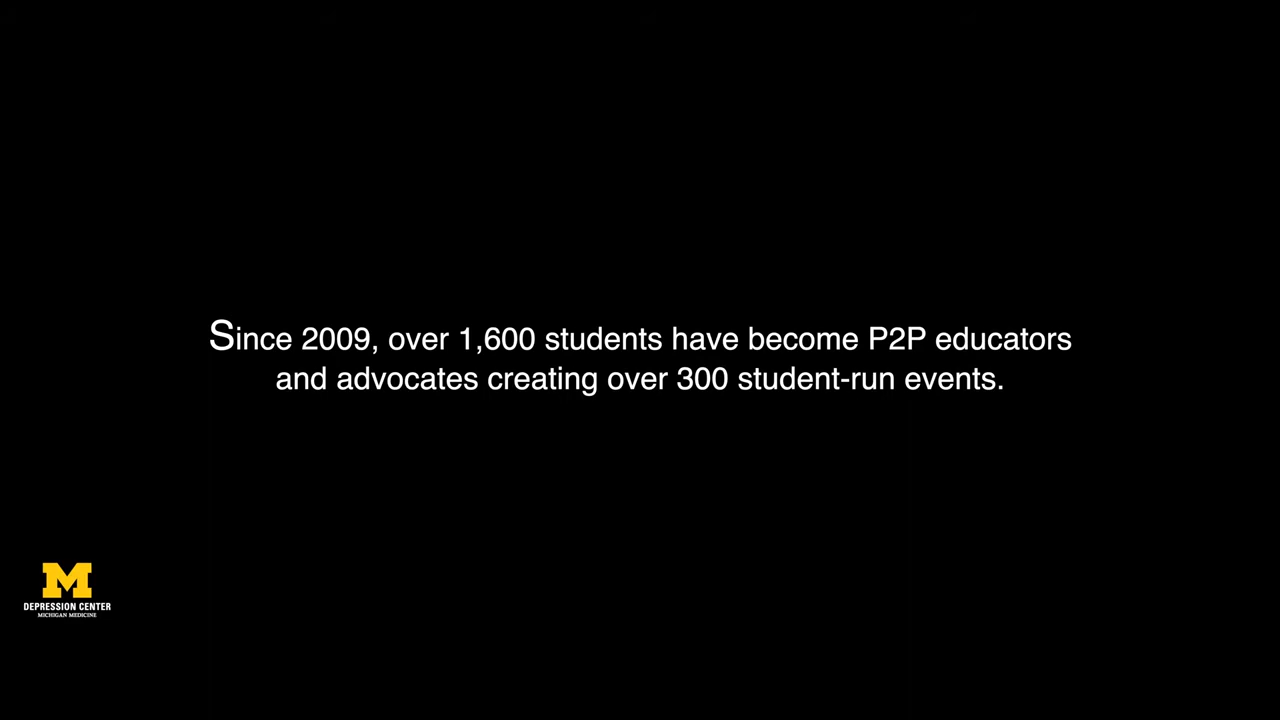 Since 2009, over 1,600 students have become P2P educators
and advocates creating over 300 student-run events.
M
DEPRESSION CENTER
MICHIGAN MEDICINE